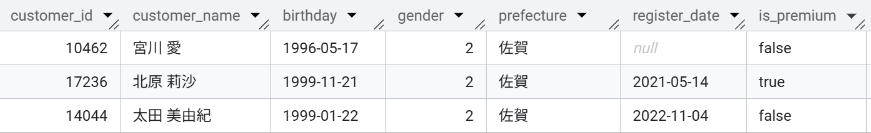 customer_id customer_name birthday gender prefecture register_date is_premium
10462 宮川 愛 1996-05-17 2 佐賀 null false
17236 北原 莉沙 1999-11-21 2 佐賀 2021-05-14 true
14044 太田 美由紀 1999-01-22 2 佐賀 2022-11-04 false